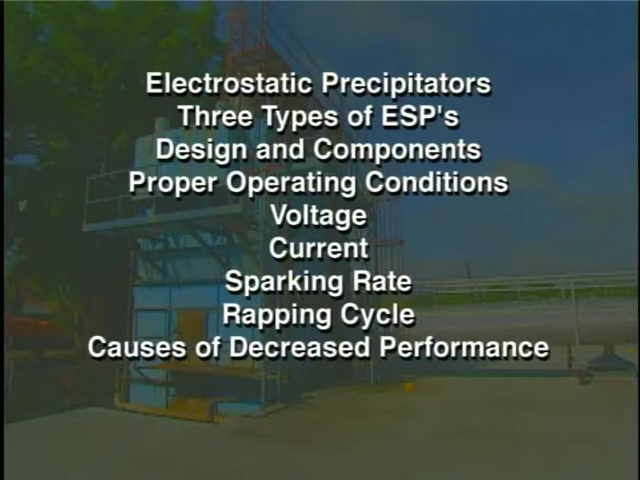 Electrostatic Precipitators
Three Types of ESP's
Design and Components
Proper Operating Conditions
Voltage
Current
Sparking Rate
Rapping Cycle
Causes of Decreased Performance